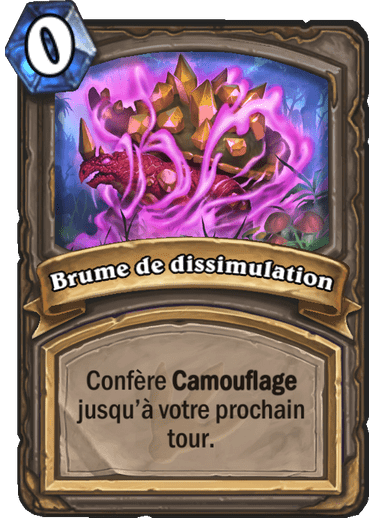 0
Brume de dissimulation
Confère Camouflage
jusqu'à votre prochain
tour.